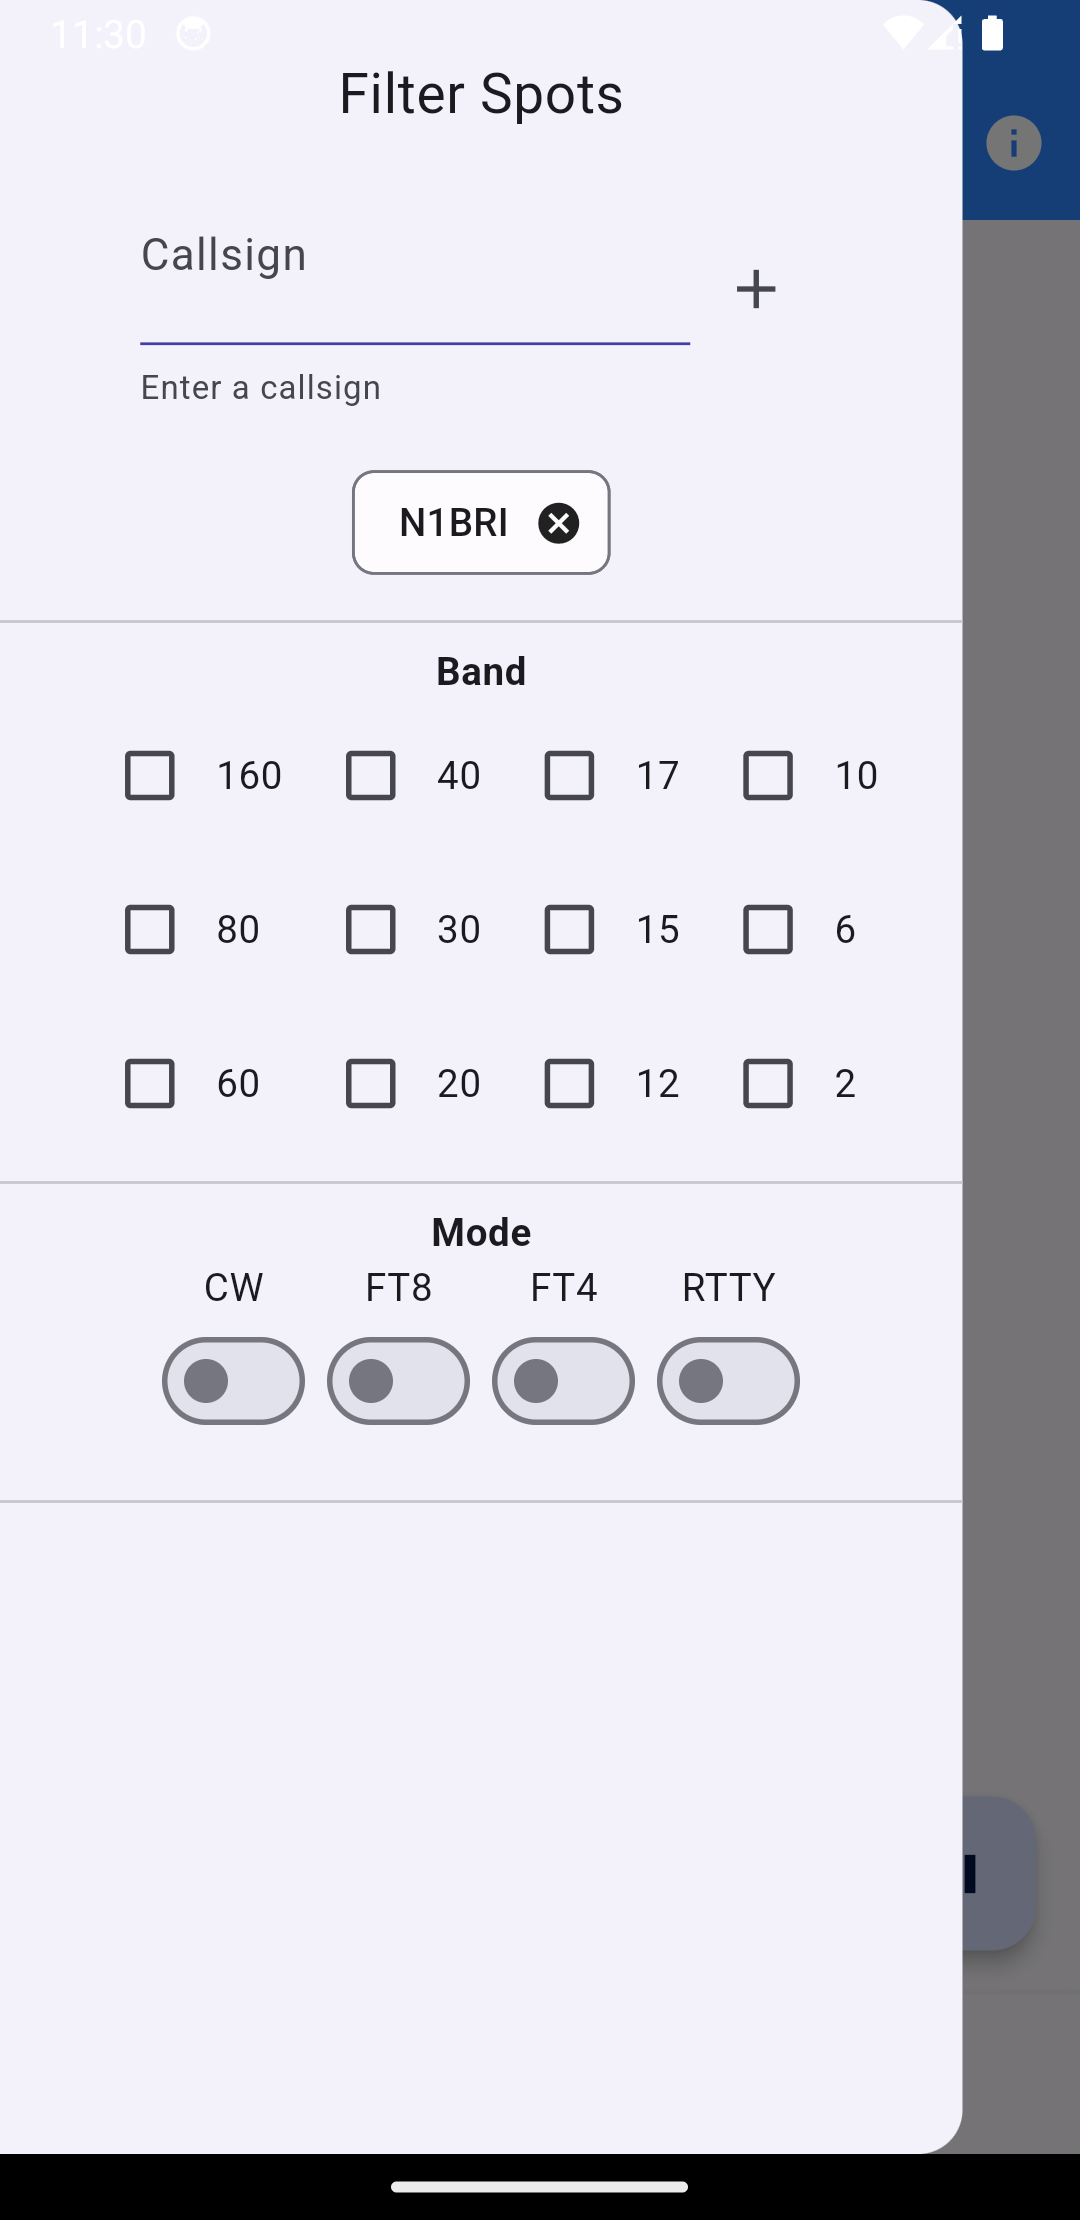 11:30
Filter Spots
Callsign
Enter a callsign
N1BRI
Band
160 40 17 10
80 30 15 6
60 20 12 2
Mode
CW FT8 FT4 RTTY